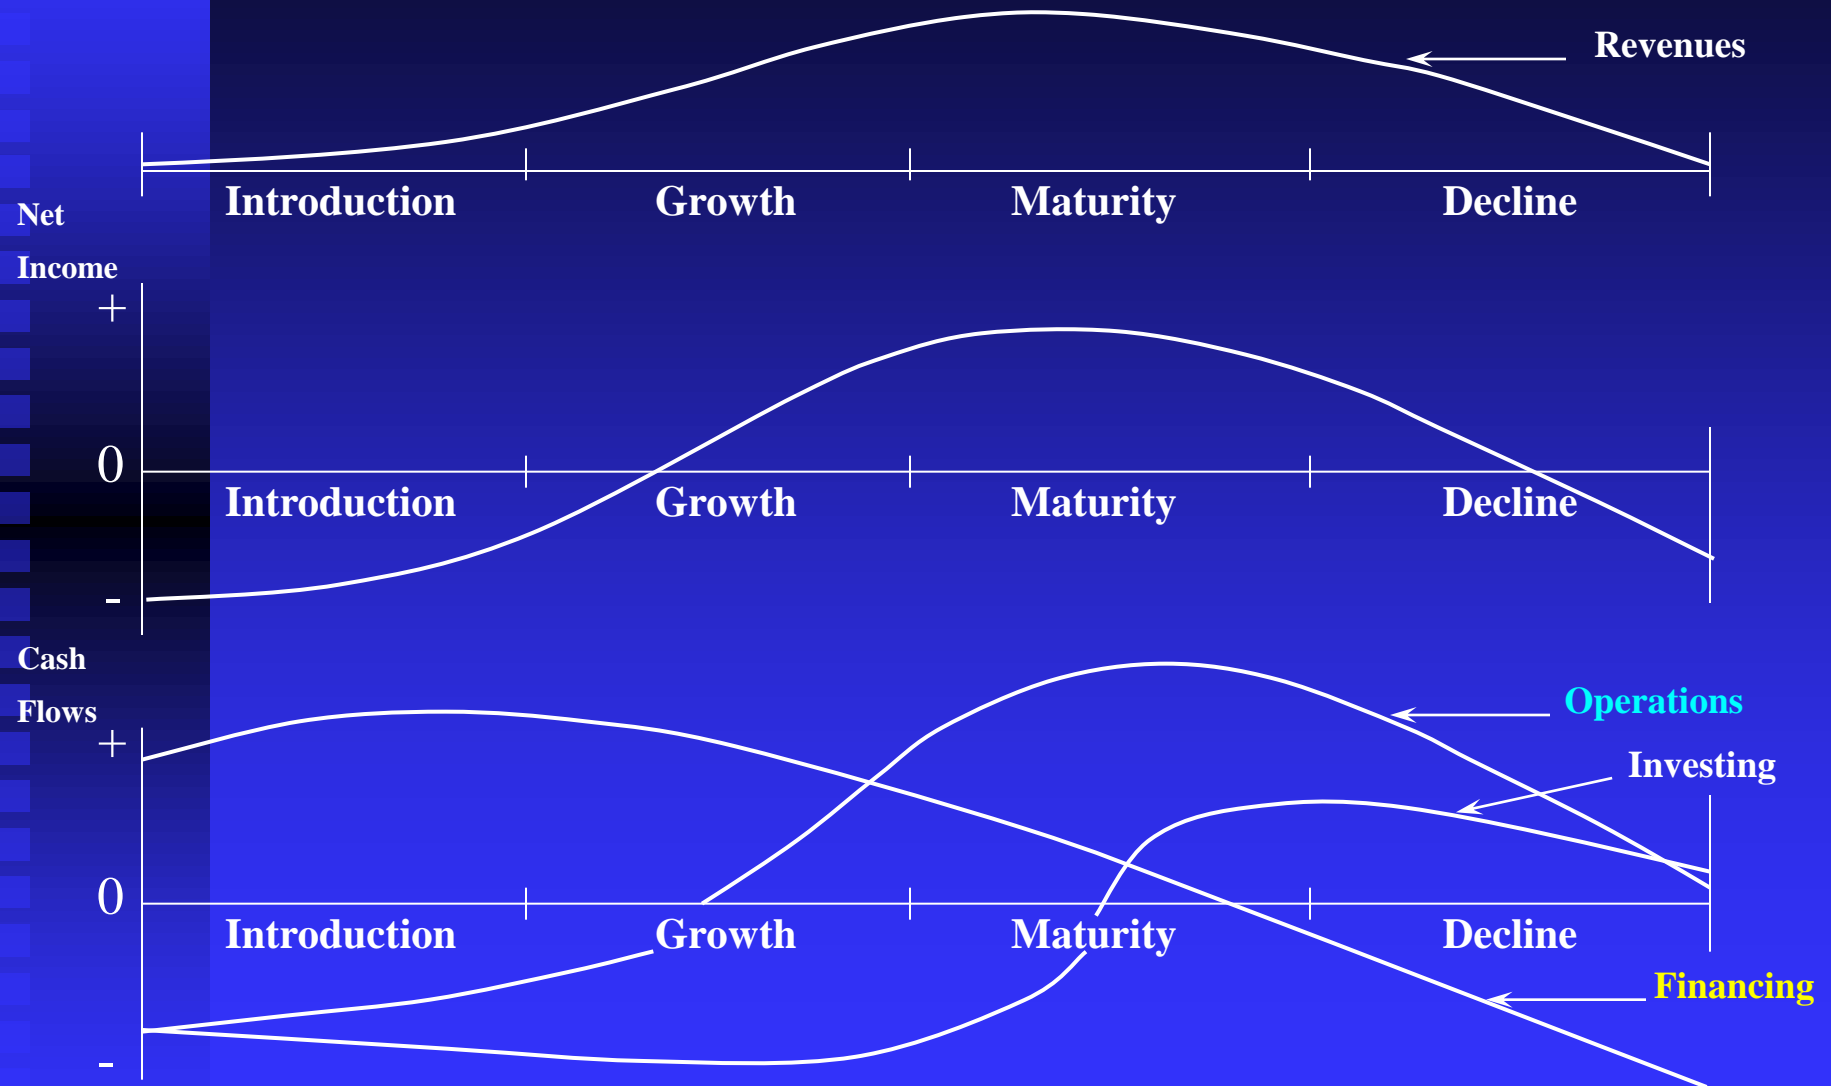 Revenues
Introduction Growth Maturity Decline
Net
Income
+
0
Introduction Growth Maturity Decline
-
Cash
Flows
Operations
+
Investing
0
Introduction Growth Maturity Decline
Financing
-